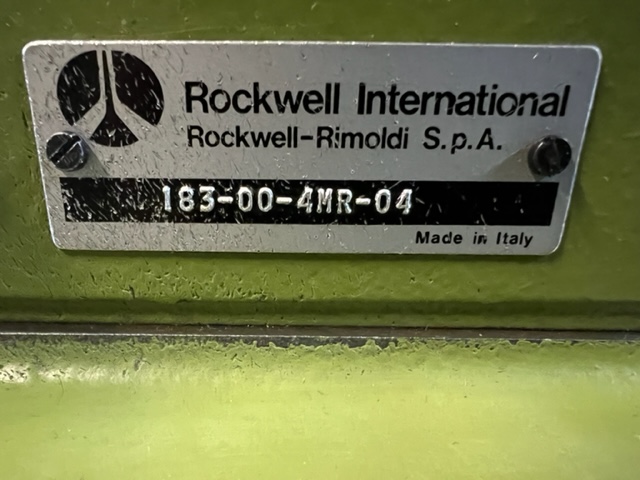 Rockwell International
Rockwell-Rimoldi S.p.A.
183-00-4MR-04
Made in Italy